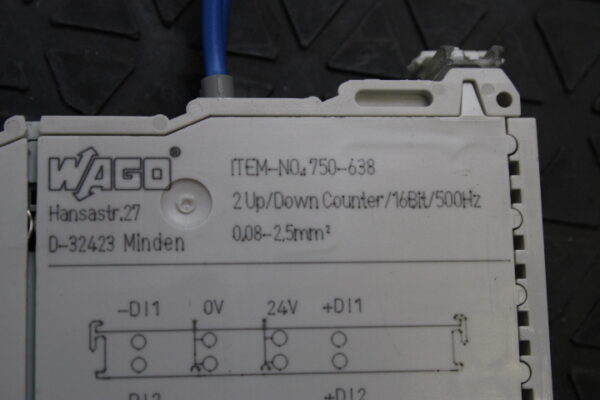 WAGO®
Hansastr.27
D-32423 Minden
ITEM-NO.:750-638
2 Up/Down Counter/16Bit/500Hz
0,08-2,5mm²
-DI1 0V 24V +DI1
-DI2 +DI2